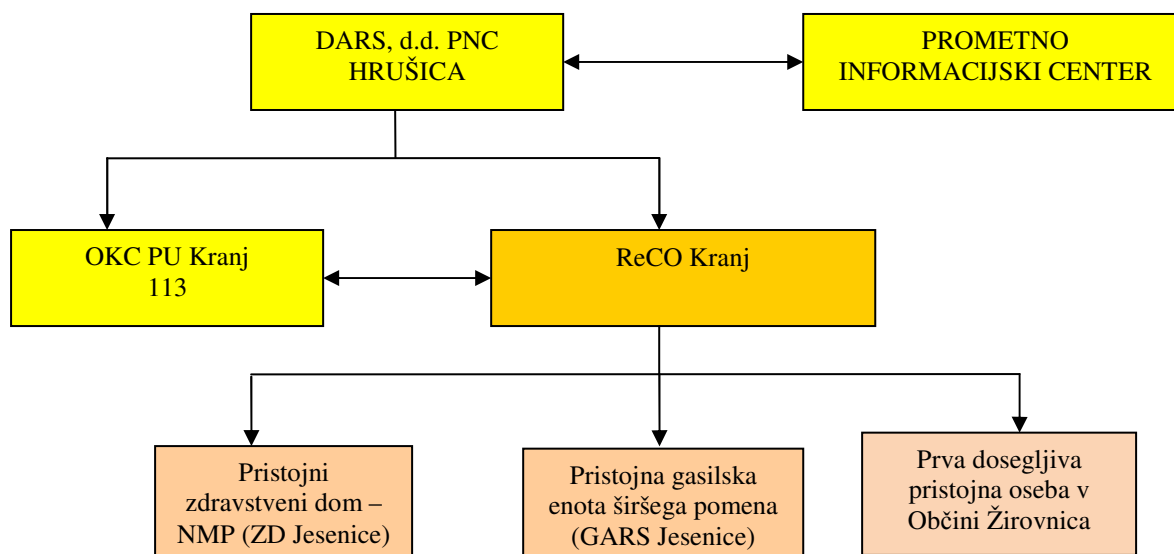 DARS, d.d. PNC
HRUŠICA
PROMETNO
INFORMACIJSKI CENTER
OKC PU Kranj
113
ReCO Kranj
Pristojni
zdravstveni dom –
NMP (ZD Jesenice)
Pristojna gasilska
enota širšega pomena
(GARS Jesenice)
Prva dosegljiva
pristojna oseba v
Občini Žirovnica